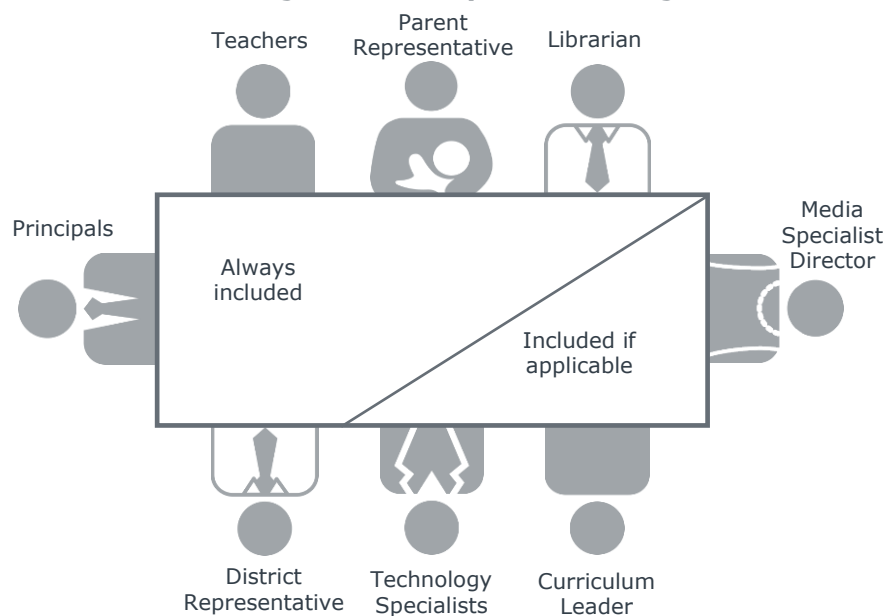 Teachers
Parent
Representative
Librarian
Principals
Media
Specialist
Director
Always
included
Included if
applicable
District
Representative
Technology
Specialists
Curriculum
Leader